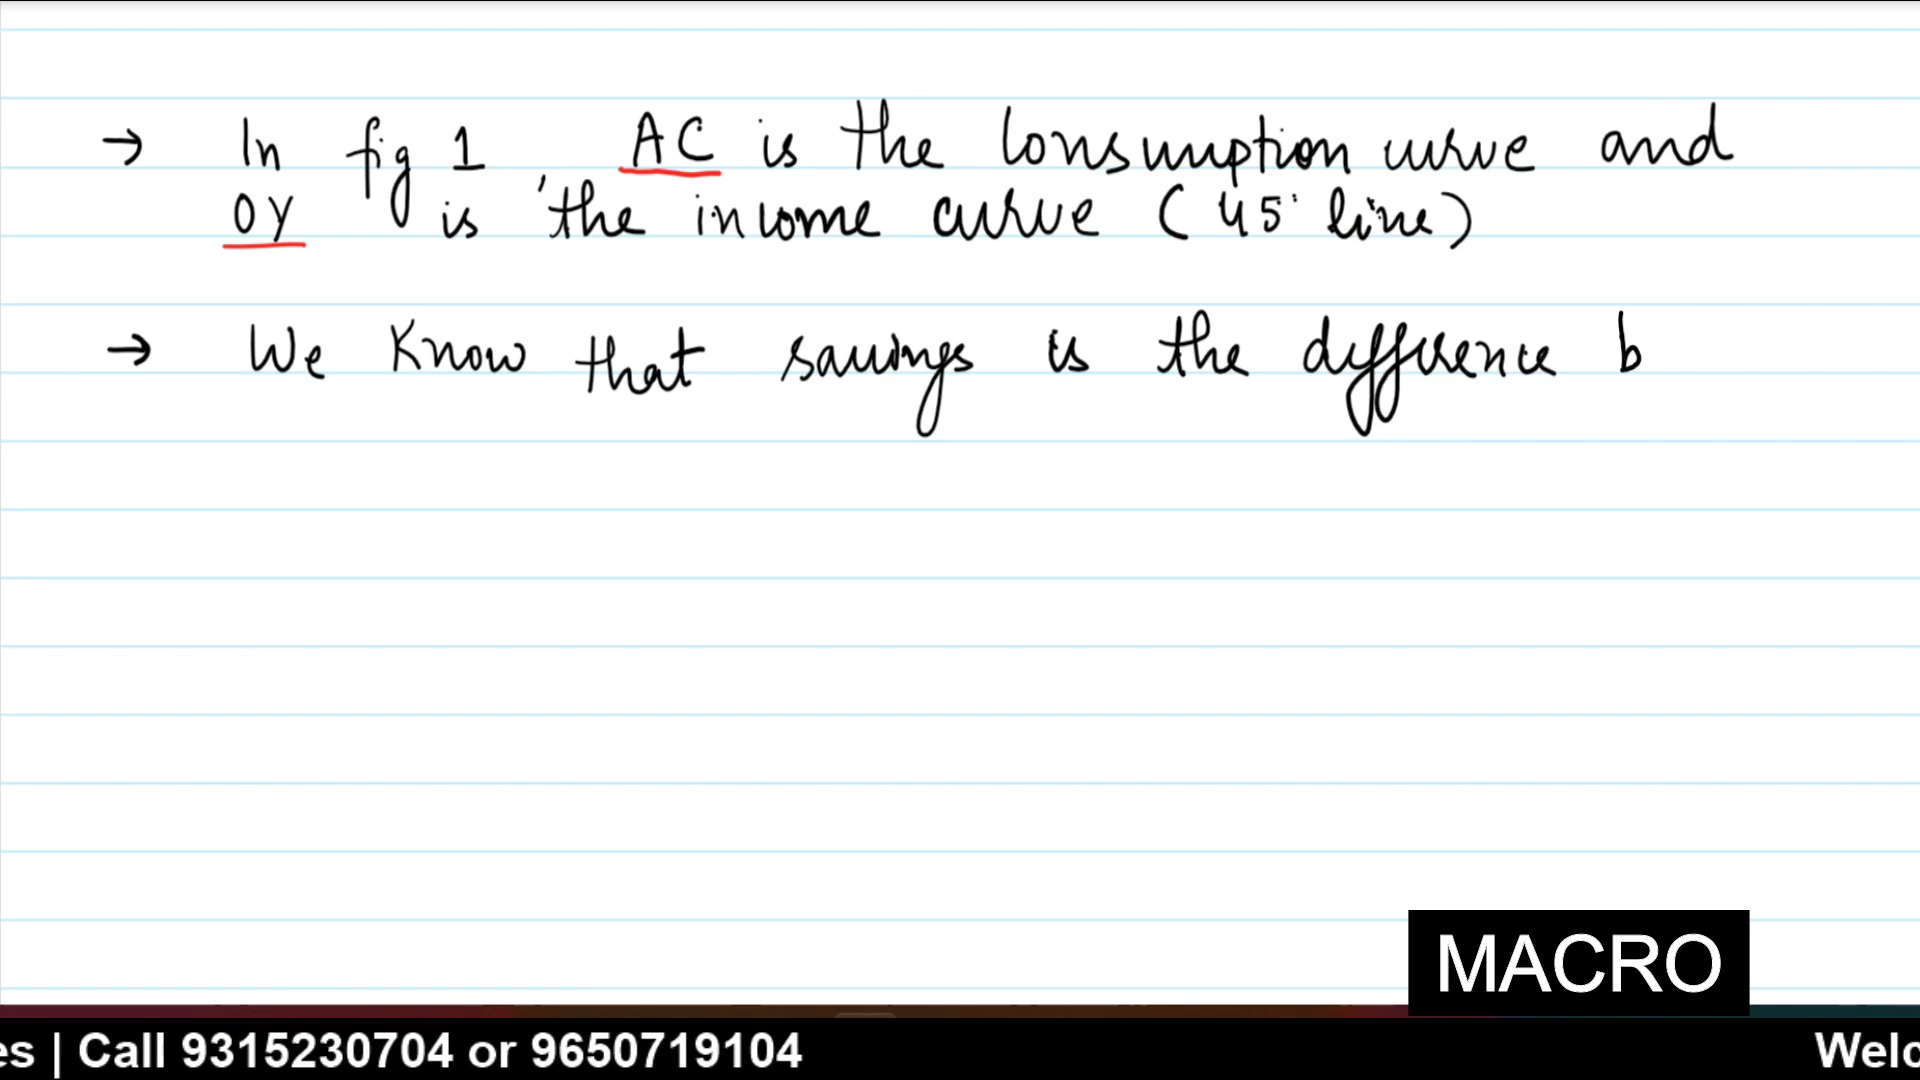 → In fig 1, AC is the consumption curve and
OY is the income curve (45° line)
→ We know that savings is the difference b
MACRO
es | Call 9315230704 or 9650719104
Welc